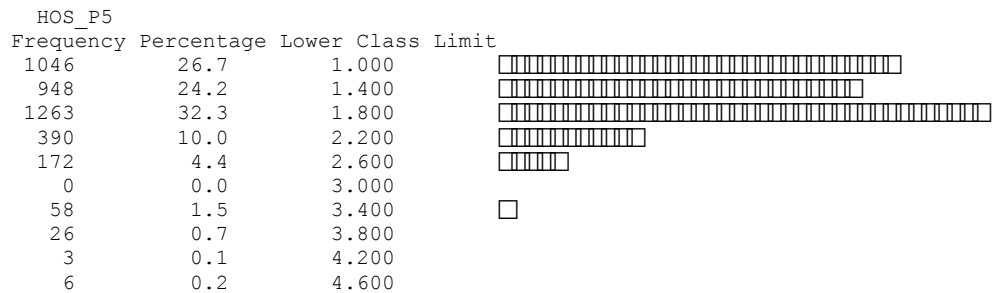 HOS_P5
Frequency Percentage Lower Class Limit
1046 26.7 1.000
948 24.2 1.400
1263 32.3 1.800
390 10.0 2.200
172 4.4 2.600
0 0.0 3.000
58 1.5 3.400
26 0.7 3.800
3 0.1 4.200
6 0.2 4.600